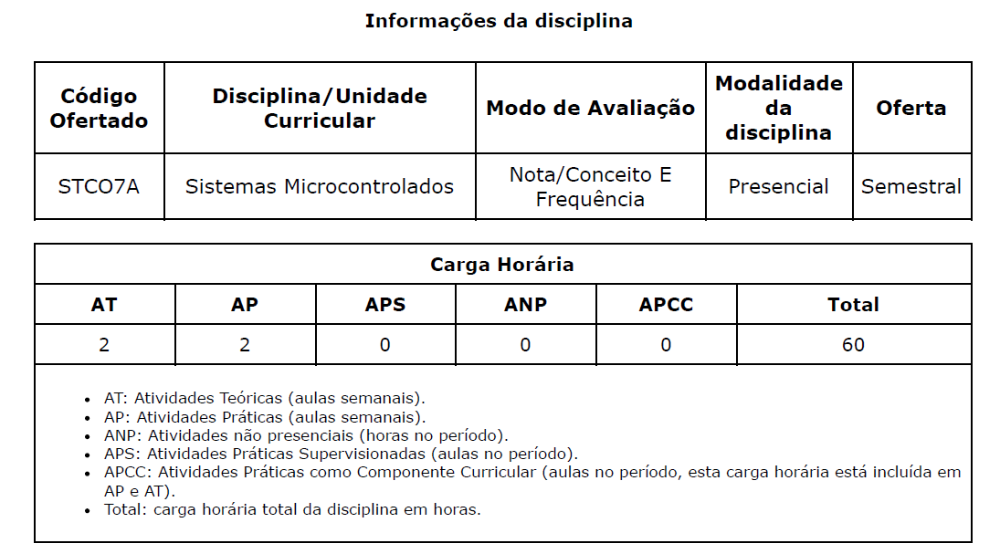 Informações da disciplina
Código Ofertado
Disciplina/Unidade Curricular
Modo de Avaliação
Modalidade da disciplina
Oferta
STCO7A
Sistemas Microcontrolados
Nota/Conceito E Frequência
Presencial
Semestral
Carga Horária
AT AP APS ANP APCC Total
2 2 0 0 0 60
• AT: Atividades Teóricas (aulas semanais).
• AP: Atividades Práticas (aulas semanais).
• ANP: Atividades não presenciais (horas no período).
• APS: Atividades Práticas Supervisionadas (aulas no período).
• APCC: Atividades Práticas como Componente Curricular (aulas no período, esta carga horária está incluída em
AP e AT).
• Total: carga horária total da disciplina em horas.